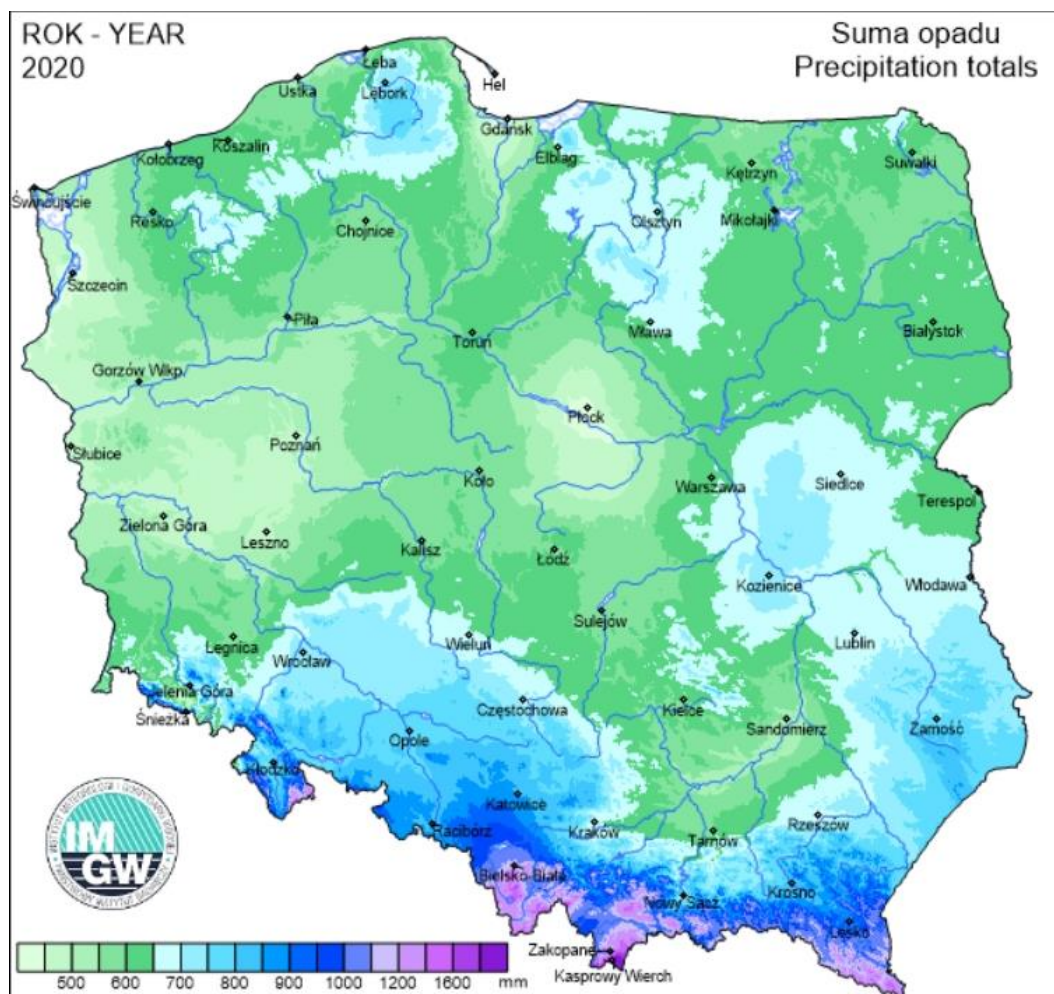 ROK - YEAR
2020
Suma opadu
Precipitation totals
Łeba
Hel
Ustka
Lębork
Gdańsk
Koszalin
Kołobrzeg
Elbląg
Suwałki
Kętrzyn
Świnoujście
Resko
Chojnice
Olsztyn
Mikołajki
Szczecin
Piła
Toruń
Mława
Białystok
Gorzów Wlkp.
Płock
Słubice
Poznań
Koło
Warszawa
Siedlce
Terespol
Zielona Góra
Leszno
Kalisz
Łódź
Kozienice
Włodawa
Sulejów
Legnica
Wrocław
Wieluń
Lublin
Jelenia Góra
Śnieżka
Częstochowa
Kielce
Sandomierz
Zamość
Opole
Kłodzko
Katowice
Racibórz
Kraków
Tarnów
Rzeszów
Bielsko-Biała
Nowy Sącz
Krosno
Lesko
Zakopane
Kasprowy Wierch
IM
GW
500 600 700 800 900 1000 1200 1600 mm